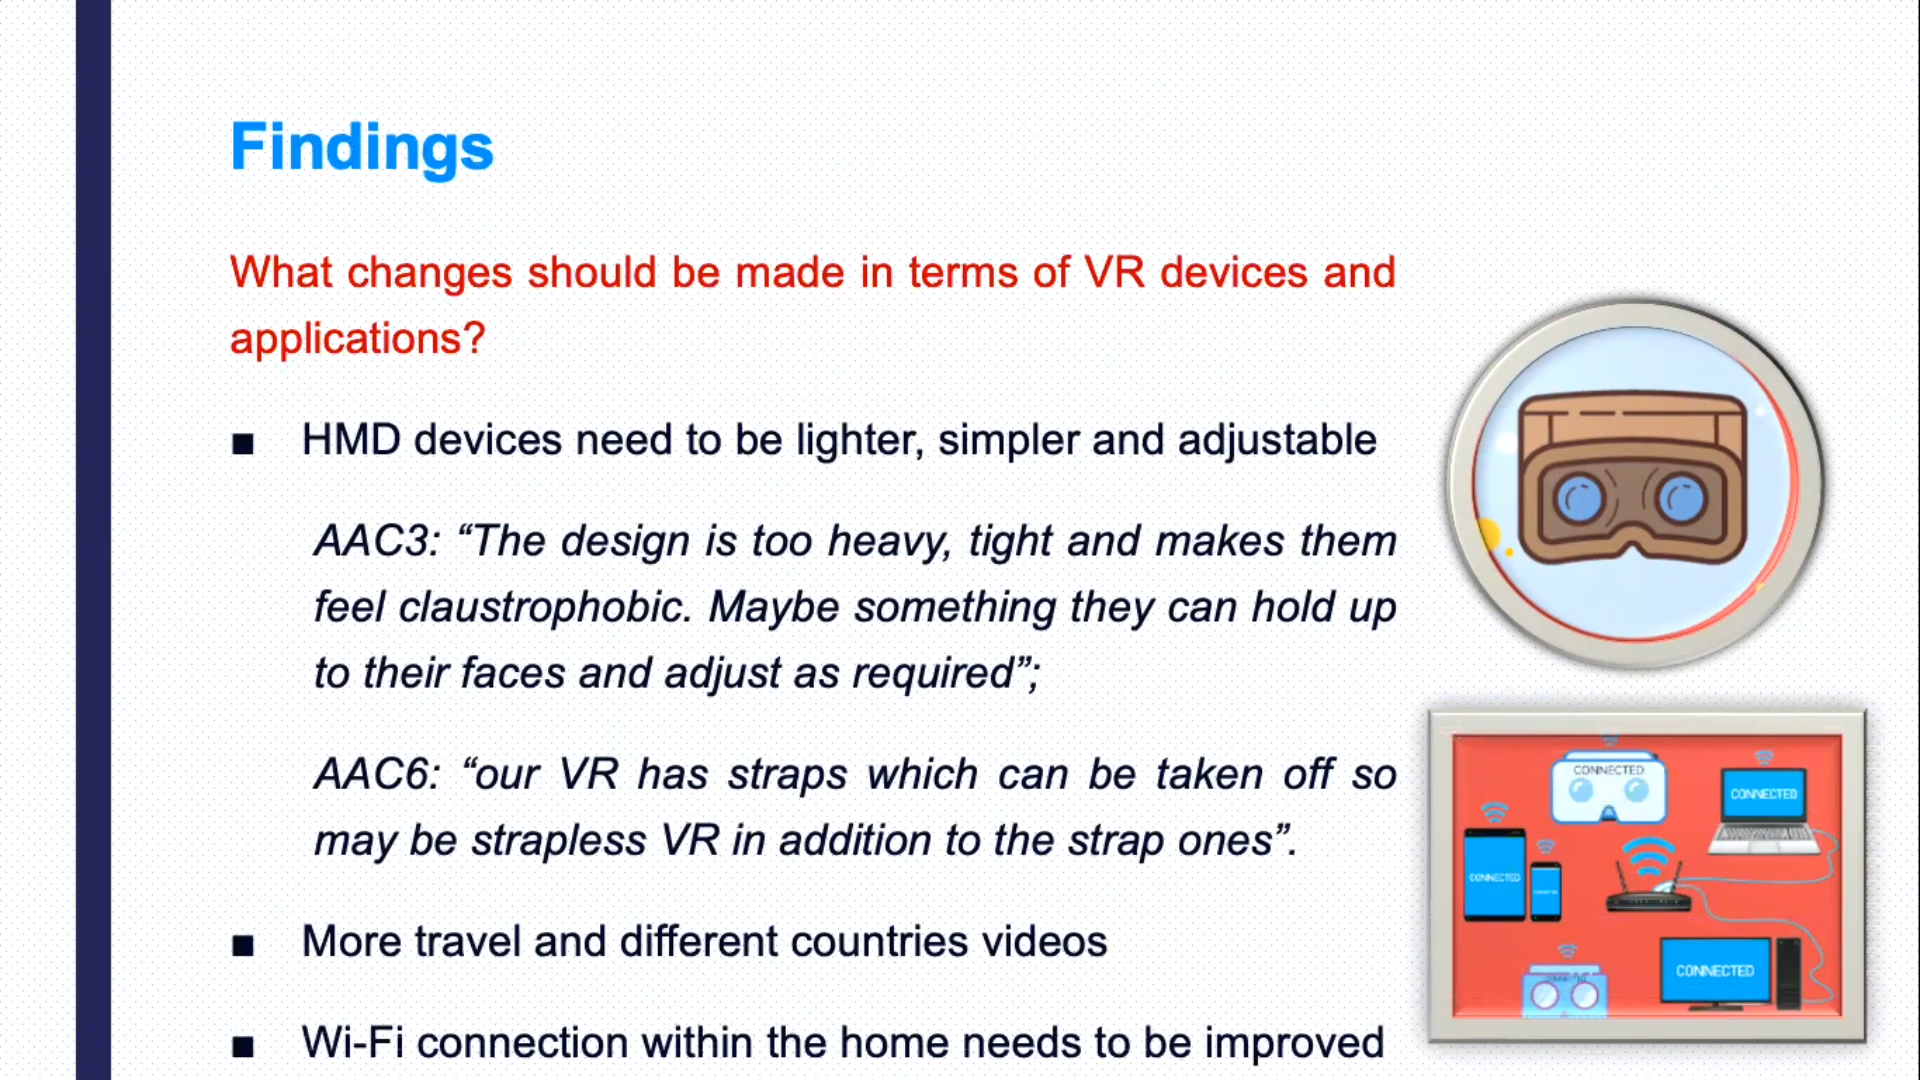 Findings
What changes should be made in terms of VR devices and
applications?
■ HMD devices need to be lighter, simpler and adjustable
AAC3: “The design is too heavy, tight and makes them
feel claustrophobic. Maybe something they can hold up
to their faces and adjust as required”;
AAC6: “our VR has straps which can be taken off so
may be strapless VR in addition to the strap ones”.
■ More travel and different countries videos
■ Wi-Fi connection within the home needs to be improved
CONNECTED
CONNECTED
CONNECTED
CONNECTED